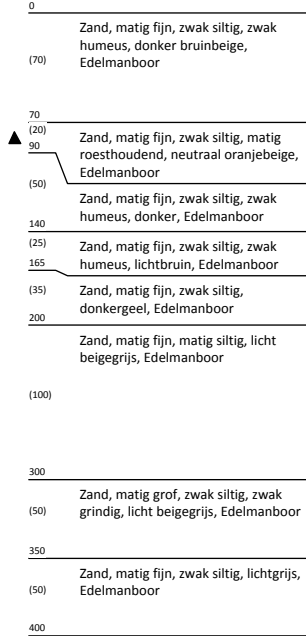 0
Zand, matig fijn, zwak siltig, zwak
humeus, donker bruinbeige,
Edelmanboor
(70)
70
(20)
Zand, matig fijn, zwak siltig, matig
roesthoudend, neutraal oranjebeige,
Edelmanboor
90
(50)
Zand, matig fijn, zwak siltig, zwak
humeus, donker, Edelmanboor
140
(25)
Zand, matig fijn, zwak siltig, zwak
humeus, lichtbruin, Edelmanboor
165
(35)
Zand, matig fijn, zwak siltig,
donkergeel, Edelmanboor
200
Zand, matig fijn, matig siltig, licht
beigegrijs, Edelmanboor
(100)
300
Zand, matig grof, zwak siltig, zwak
grindig, licht beigegrijs, Edelmanboor
(50)
350
Zand, matig fijn, zwak siltig, lichtgrijs,
Edelmanboor
(50)
400